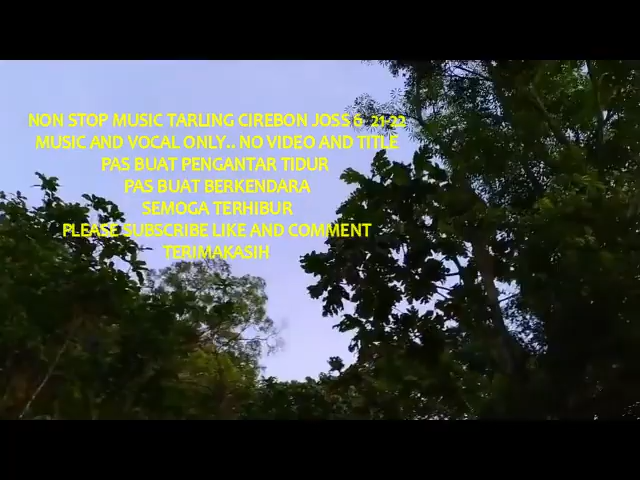 NON STOP MUSIC TARLING CIREBON JOSS 6  21-22
MUSIC AND VOCAL ONLY.. NO VIDEO AND TITLE
PAS BUAT PENGANTAR TIDUR
PAS BUAT BERKENDARA
SEMOGA TERHIBUR
PLEASE SUBSCRIBE LIKE AND COMMENT
TERIMAKASIH